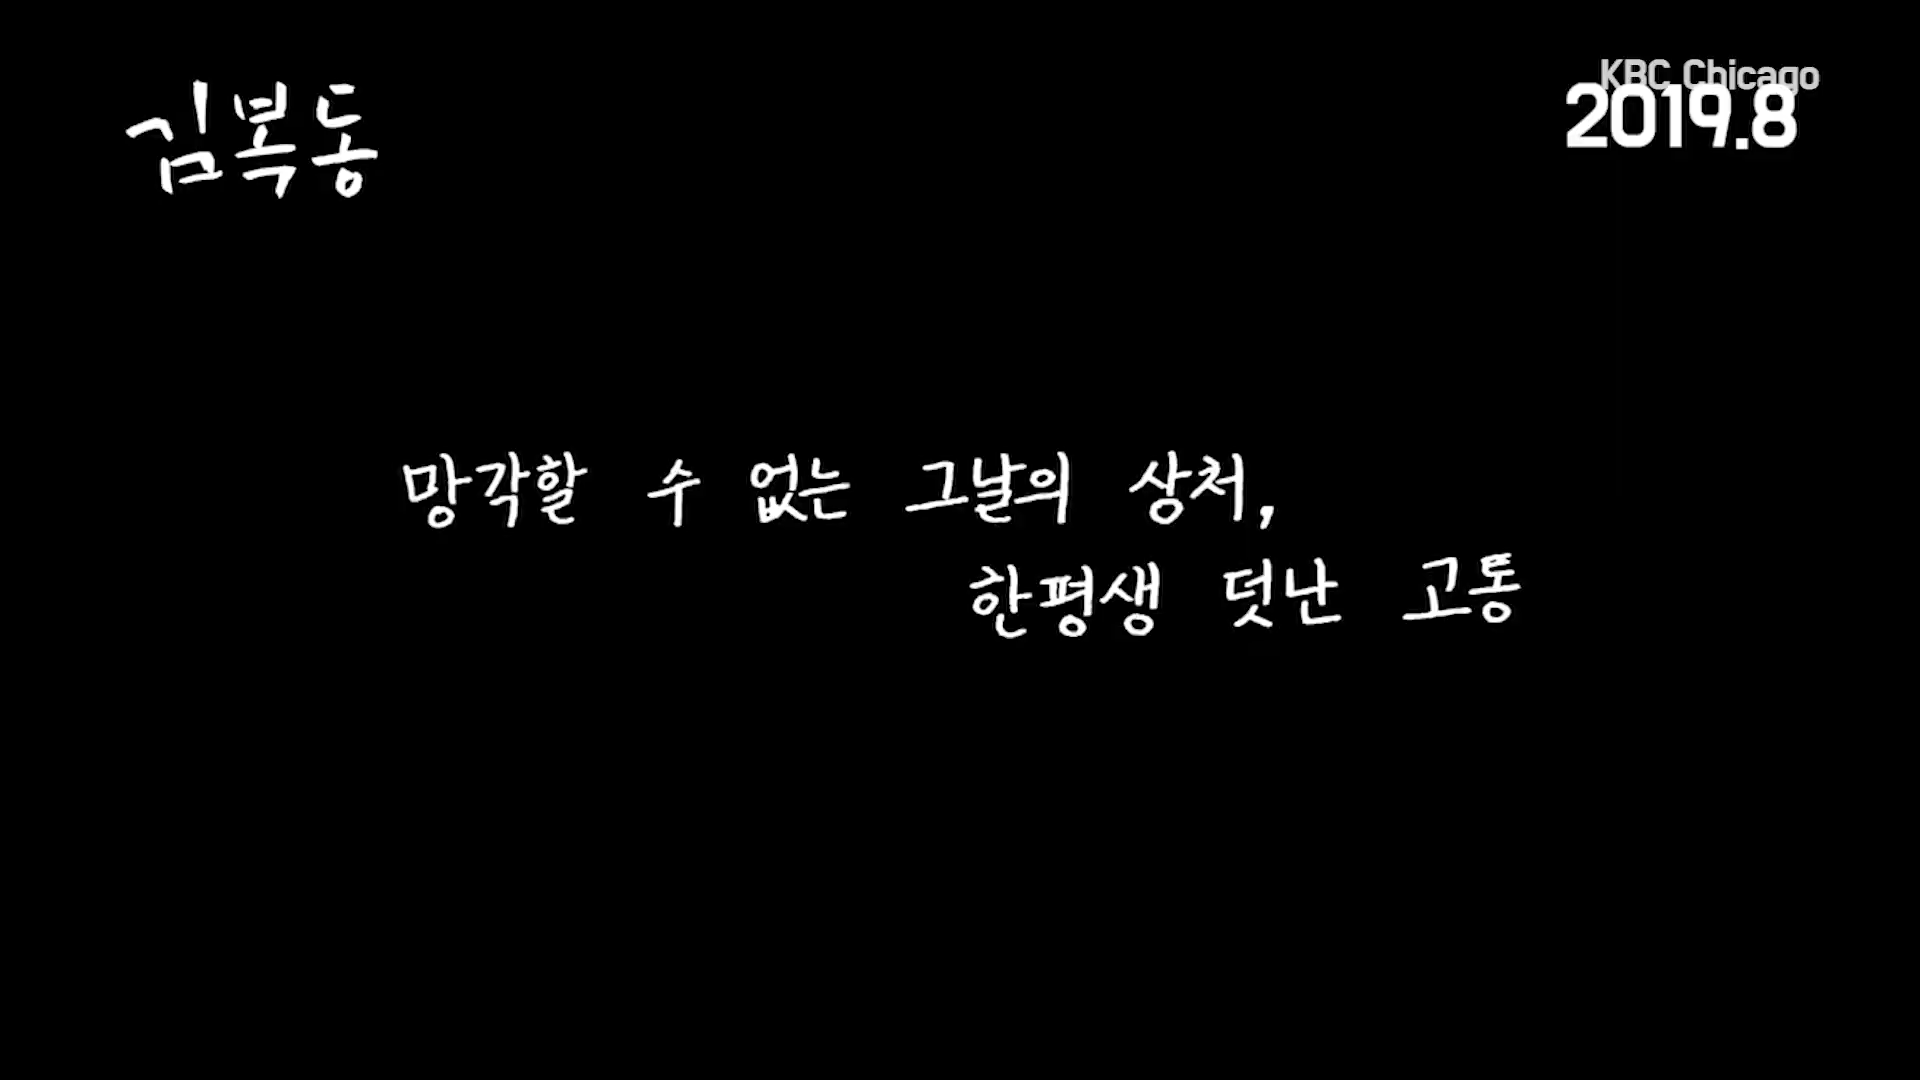 김복동
KBC Chicago
2019.8
망각할 수 없는 그날의 상처,
한평생 덧난 고통